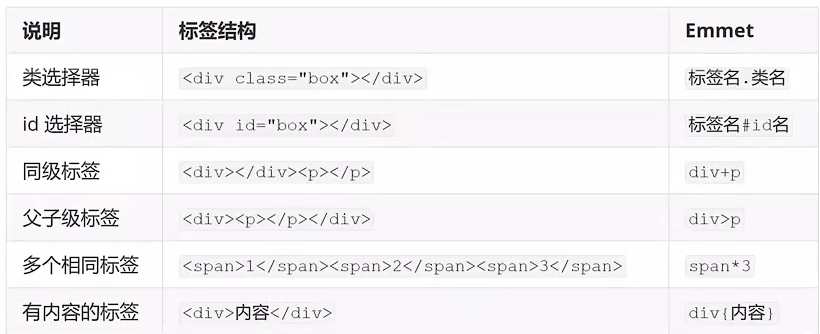 说明 标签结构 Emmet
类选择器 <div class="box"></div> 标签名.类名
id 选择器 <div id="box"></div> 标签名#id名
同级标签 <div></div><p></p> div+p
父子级标签 <div><p></p></div> div>p
多个相同标签 <span>1</span><span>2</span><span>3</span> span*3
有内容的标签 <div>内容</div> div{内容}